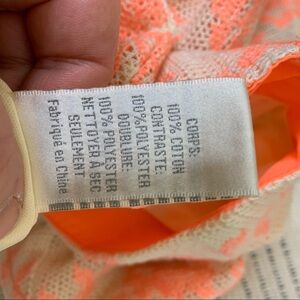 CORPS:
100% COTON
CONTRASTE:
100%POLYESTER
DOUBLURE:
100% POLYESTER
NETTOYER A SEC
SEULEMENT
Fabriqué en Chine